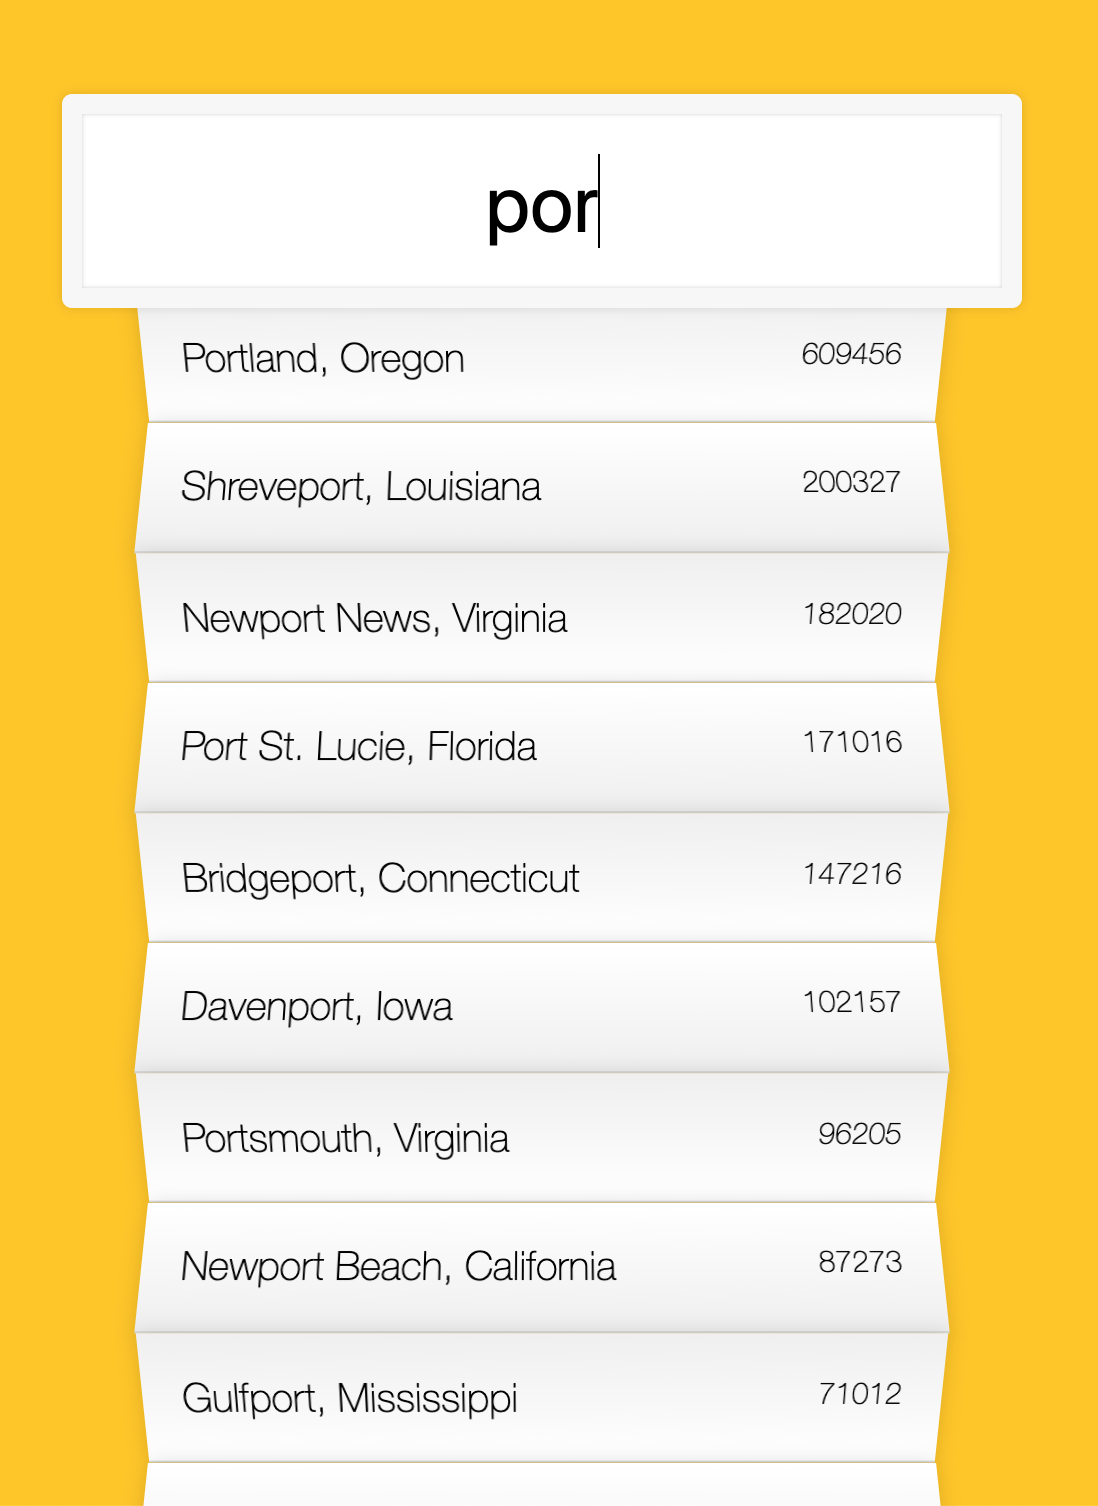 por
Portland, Oregon 609456
Shreveport, Louisiana 200327
Newport News, Virginia 182020
Port St. Lucie, Florida 171016
Bridgeport, Connecticut 147216
Davenport, Iowa 102157
Portsmouth, Virginia 96205
Newport Beach, California 87273
Gulfport, Mississippi 71012